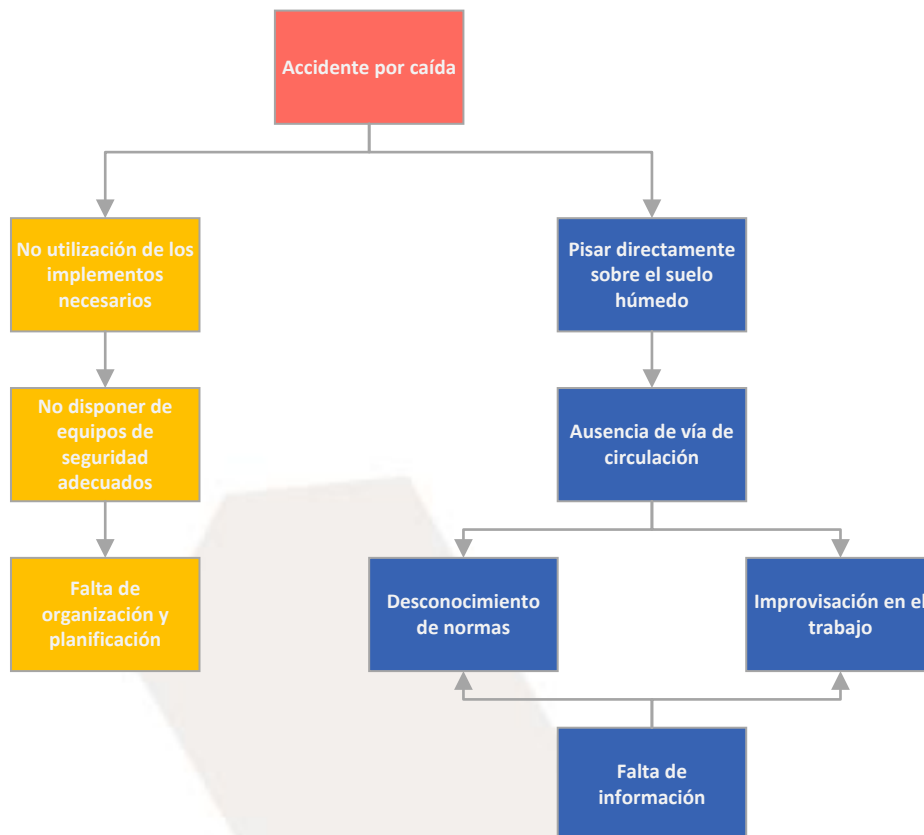 Accidente por caída
No utilización de los
implementos
necesarios
Pisar directamente
sobre el suelo
húmedo
No disponer de
equipos de
seguridad
adecuados
Ausencia de vía de
circulación
Falta de
organización y
planificación
Desconocimiento
de normas
Improvisación en el
trabajo
Falta de
información